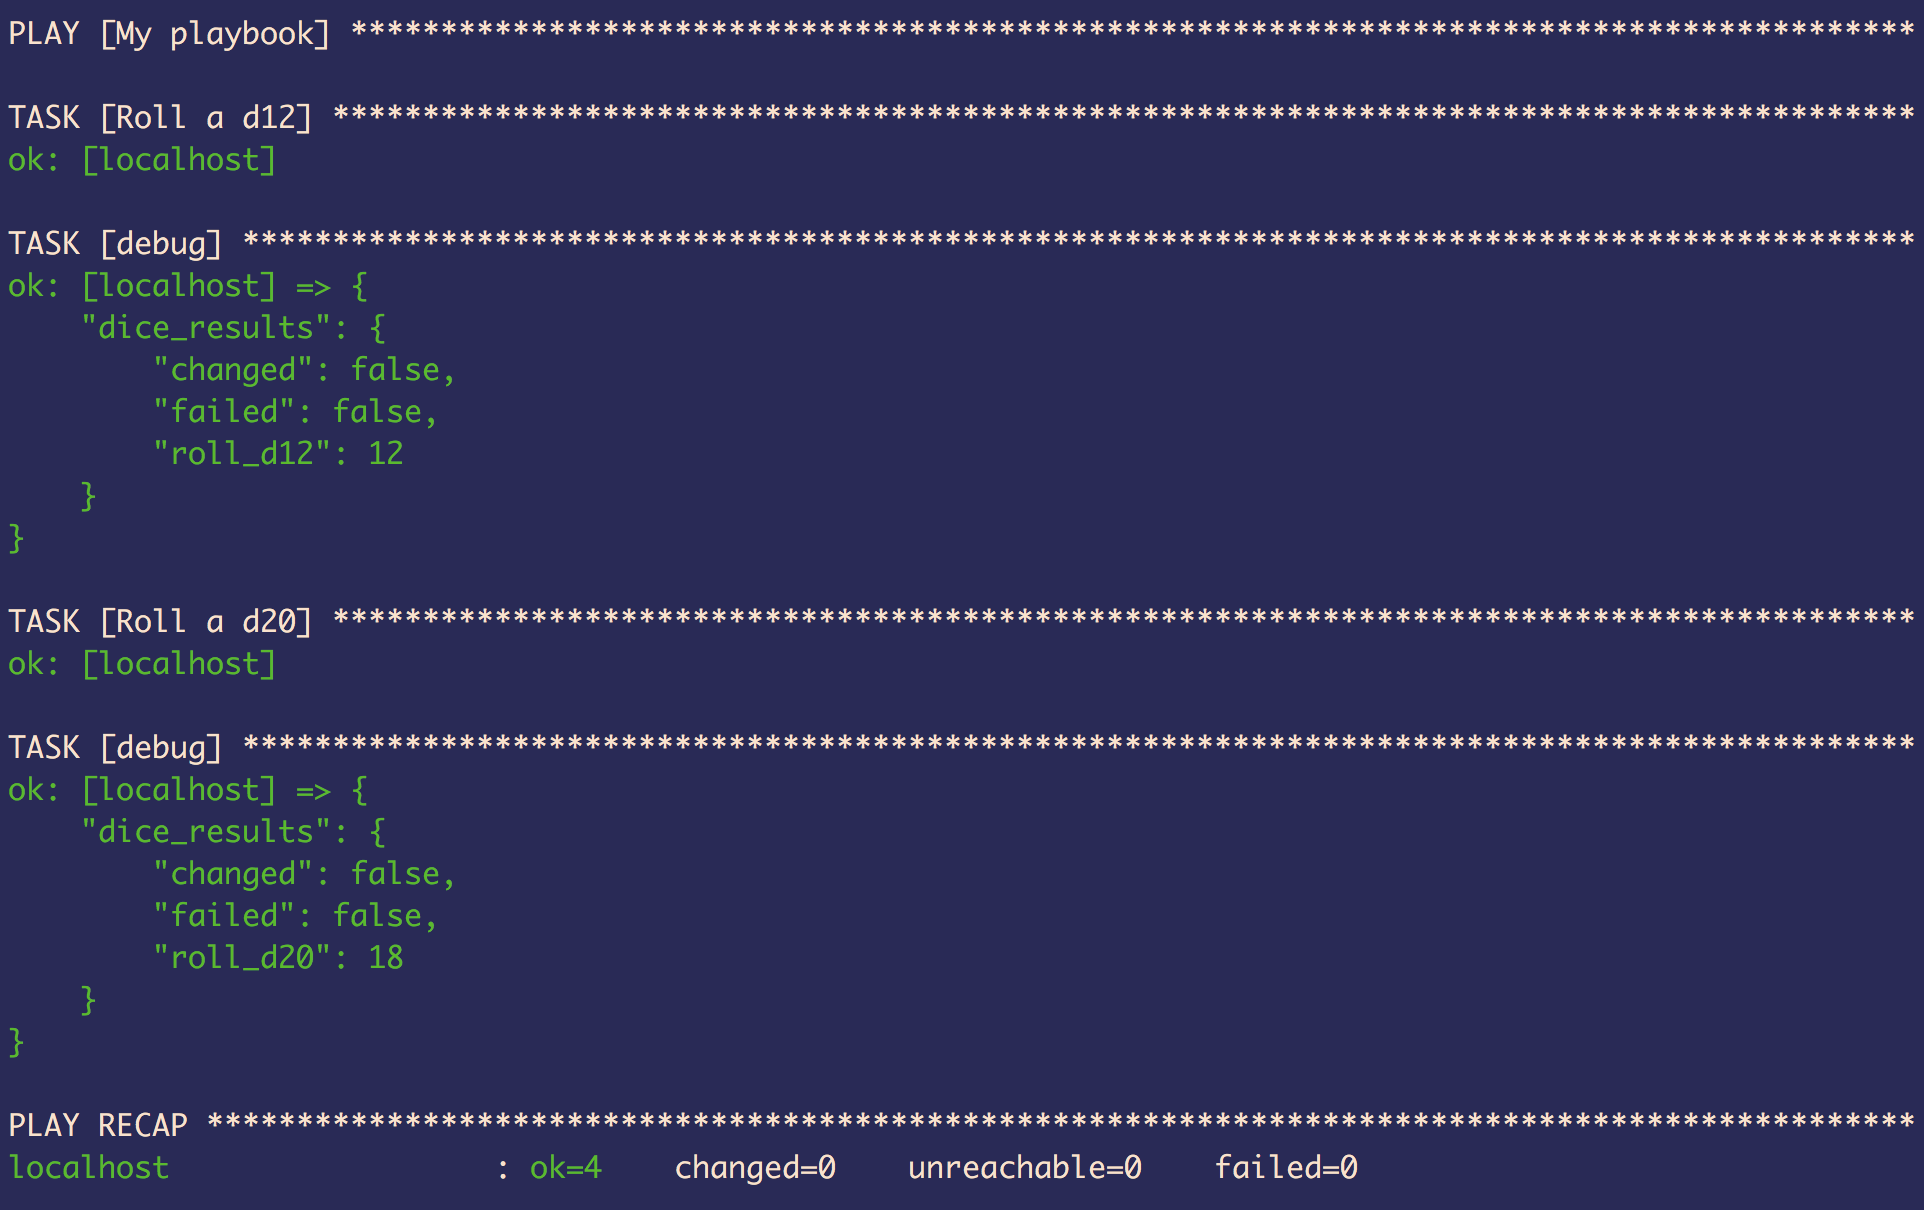 PLAY [My playbook] ***************************************************************************************
TASK [Roll a d12] ****************************************************************************************
ok: [localhost]
TASK [debug] *********************************************************************************************
ok: [localhost] => {
    "dice_results": {
        "changed": false,
        "failed": false,
        "roll_d12": 12
    }
}
TASK [Roll a d20] ****************************************************************************************
ok: [localhost]
TASK [debug] *********************************************************************************************
ok: [localhost] => {
    "dice_results": {
        "changed": false,
        "failed": false,
        "roll_d20": 18
    }
}
PLAY RECAP ***********************************************************************************************
localhost                  : ok=4    changed=0    unreachable=0    failed=0